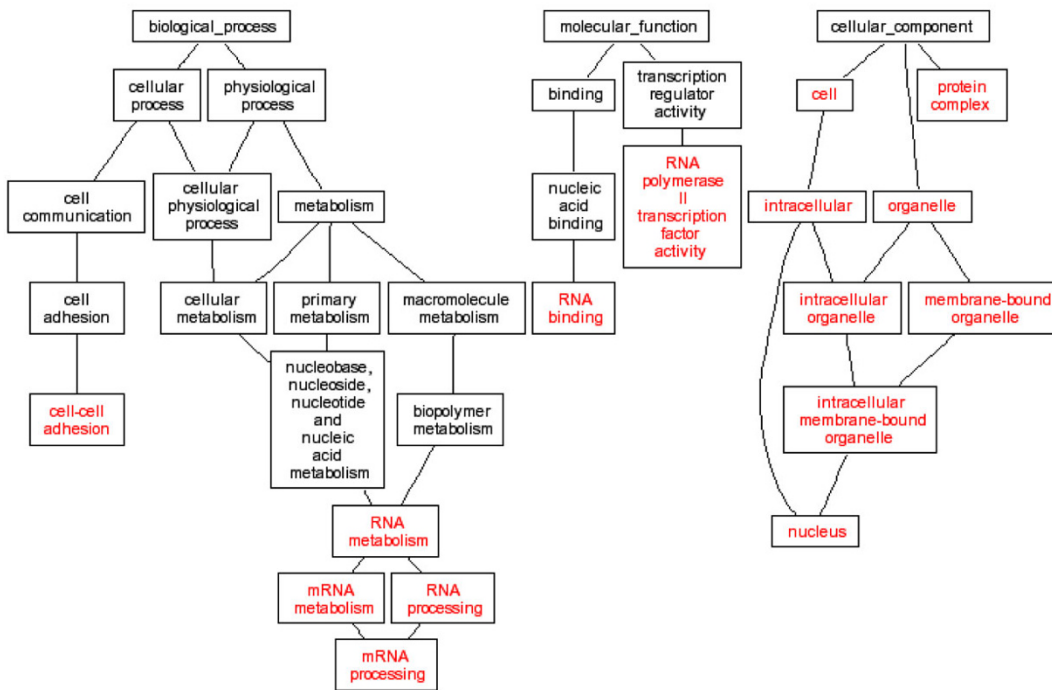 biological_process
molecular_function
cellular_component
cellular
process
physiological
process
binding
transcription
regulator
activity
cell
protein
complex
cell
communication
cellular
physiological
process
metabolism
nucleic
acid
binding
RNA
polymerase
II
transcription
factor
activity
intracellular
organelle
cell
adhesion
cellular
metabolism
primary
metabolism
macromolecule
metabolism
RNA
binding
intracellular
organelle
membrane-bound
organelle
cell-cell
adhesion
nucleobase,
nucleoside,
nucleotide
and
nucleic
acid
metabolism
biopolymer
metabolism
intracellular
membrane-bound
organelle
RNA
metabolism
nucleus
mRNA
metabolism
RNA
processing
mRNA
processing